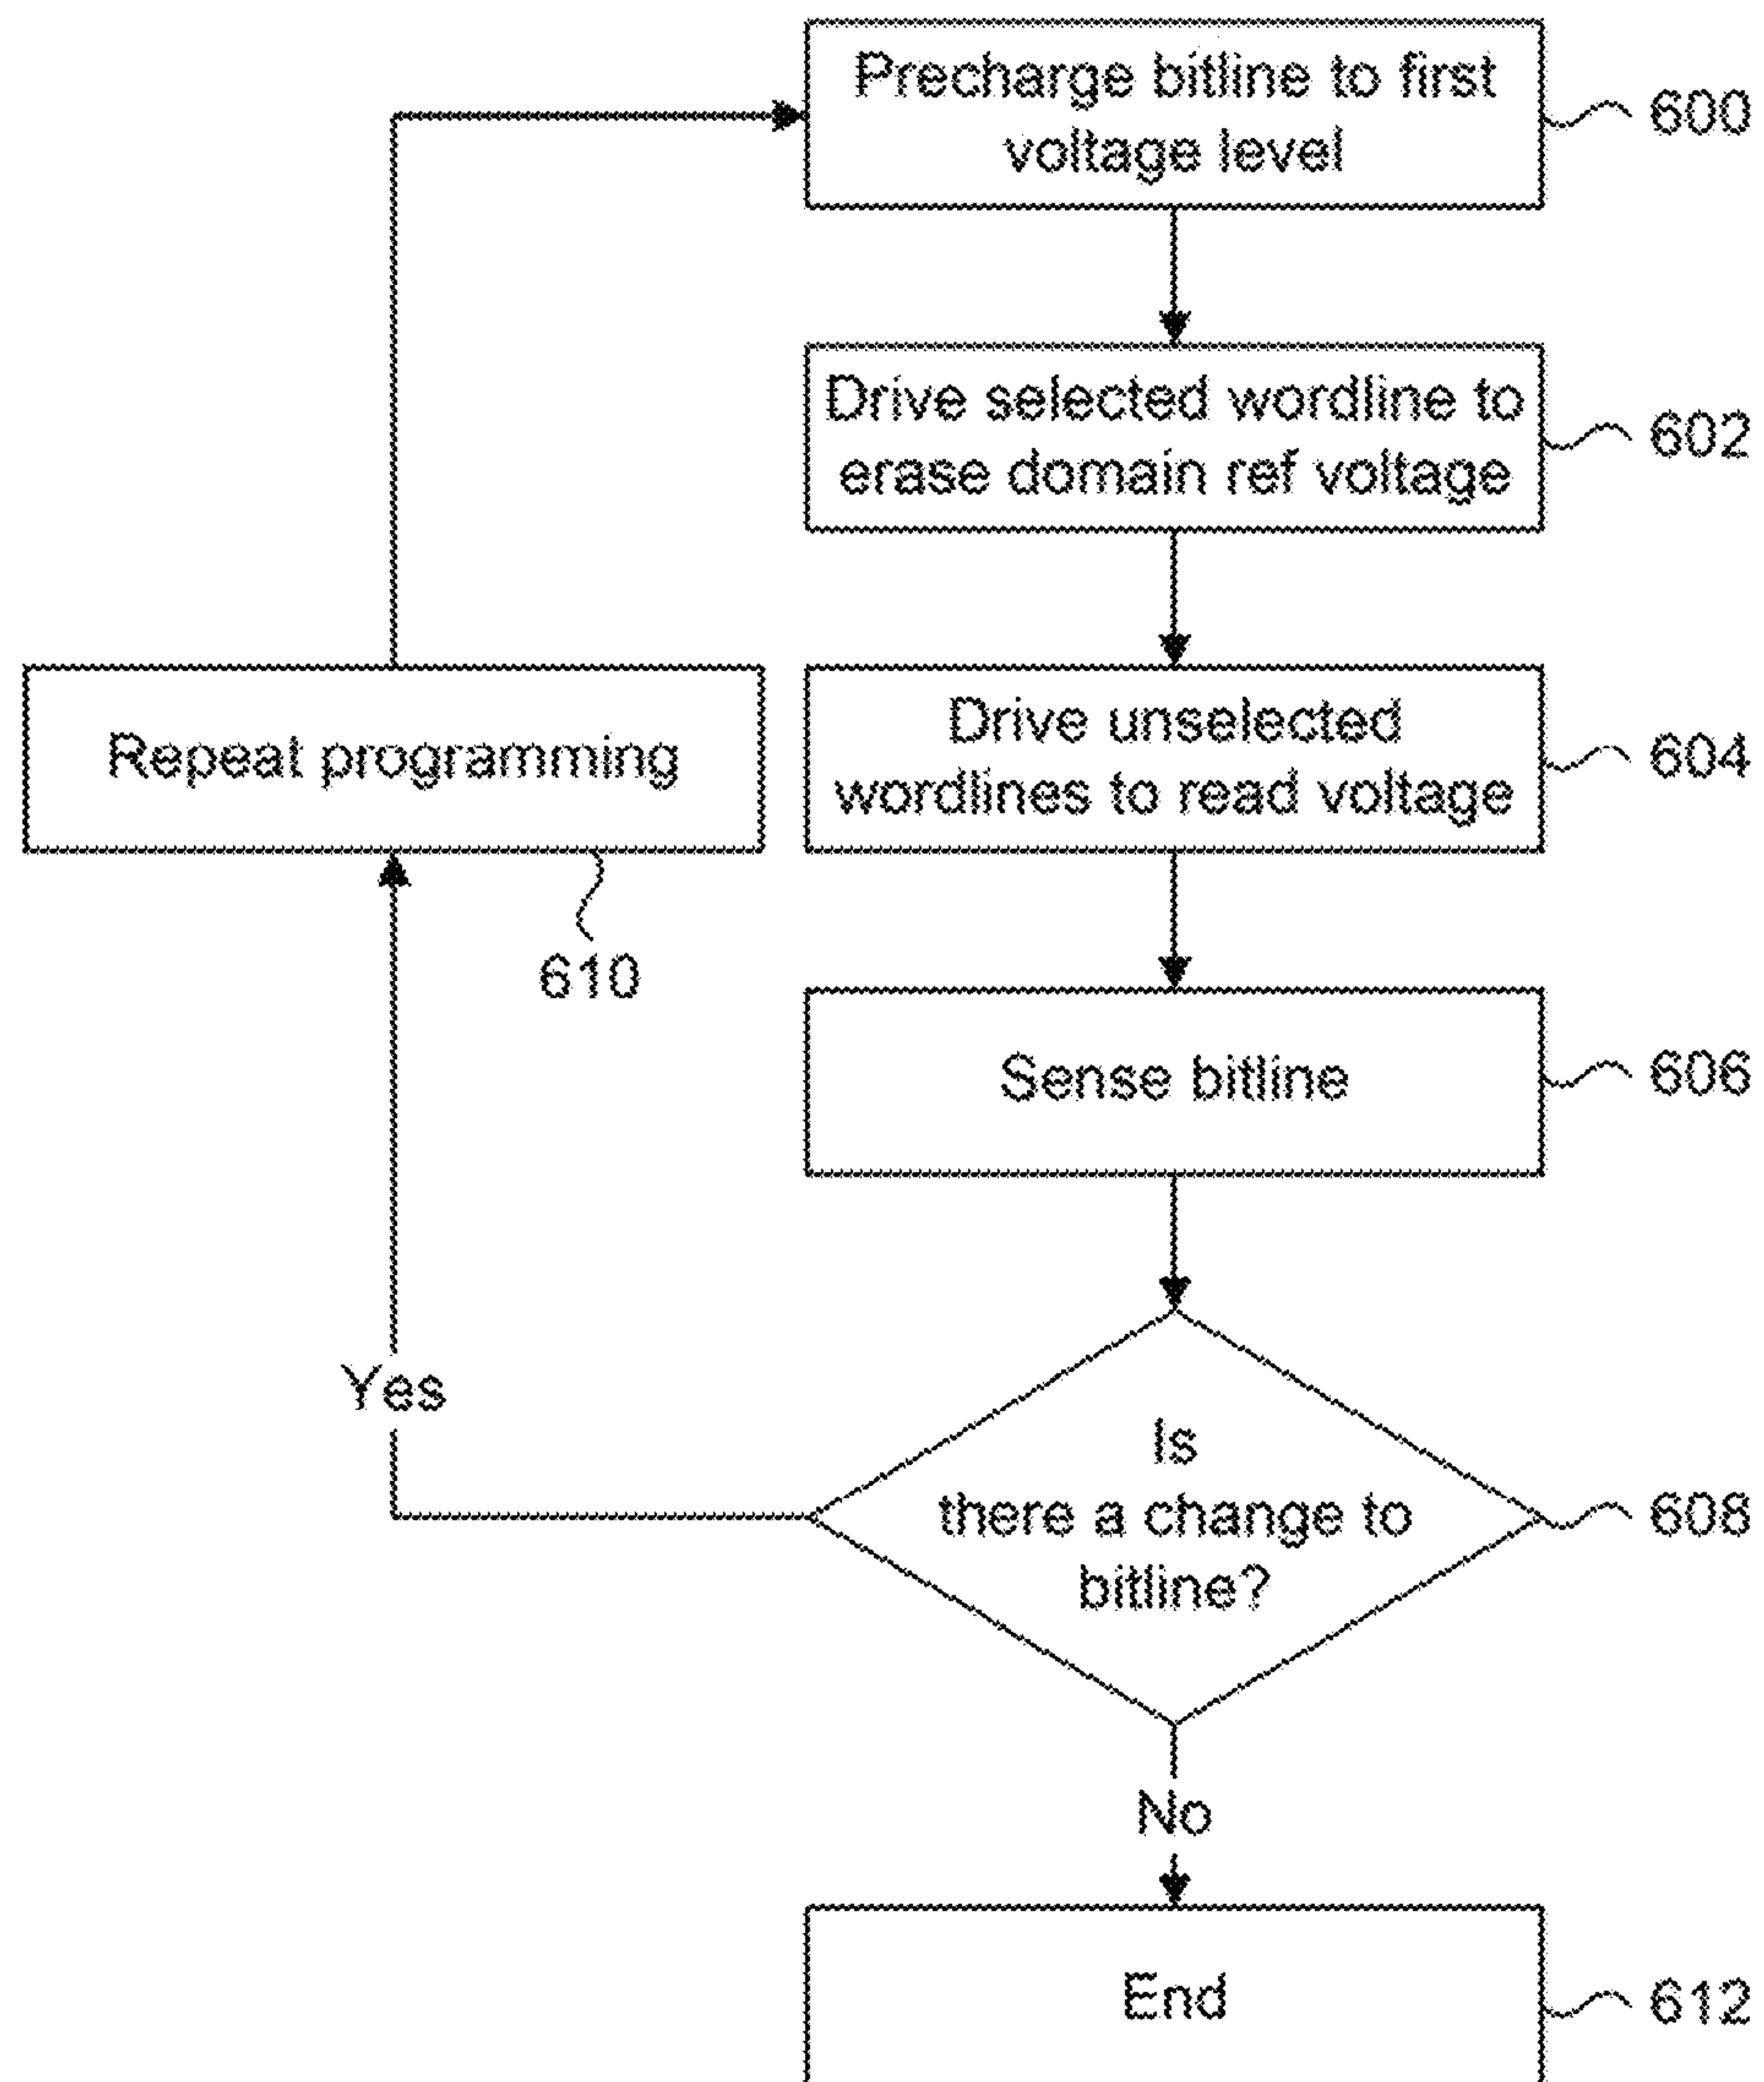 Precharge bitline to first
voltage level
600
Drive selected wordline to
erase domain ref voltage
602
Drive unselected
wordlines to read voltage
604
Repeat programming
610
Sense bitline
606
Yes
Is
there a change to
bitline?
608
No
End
612